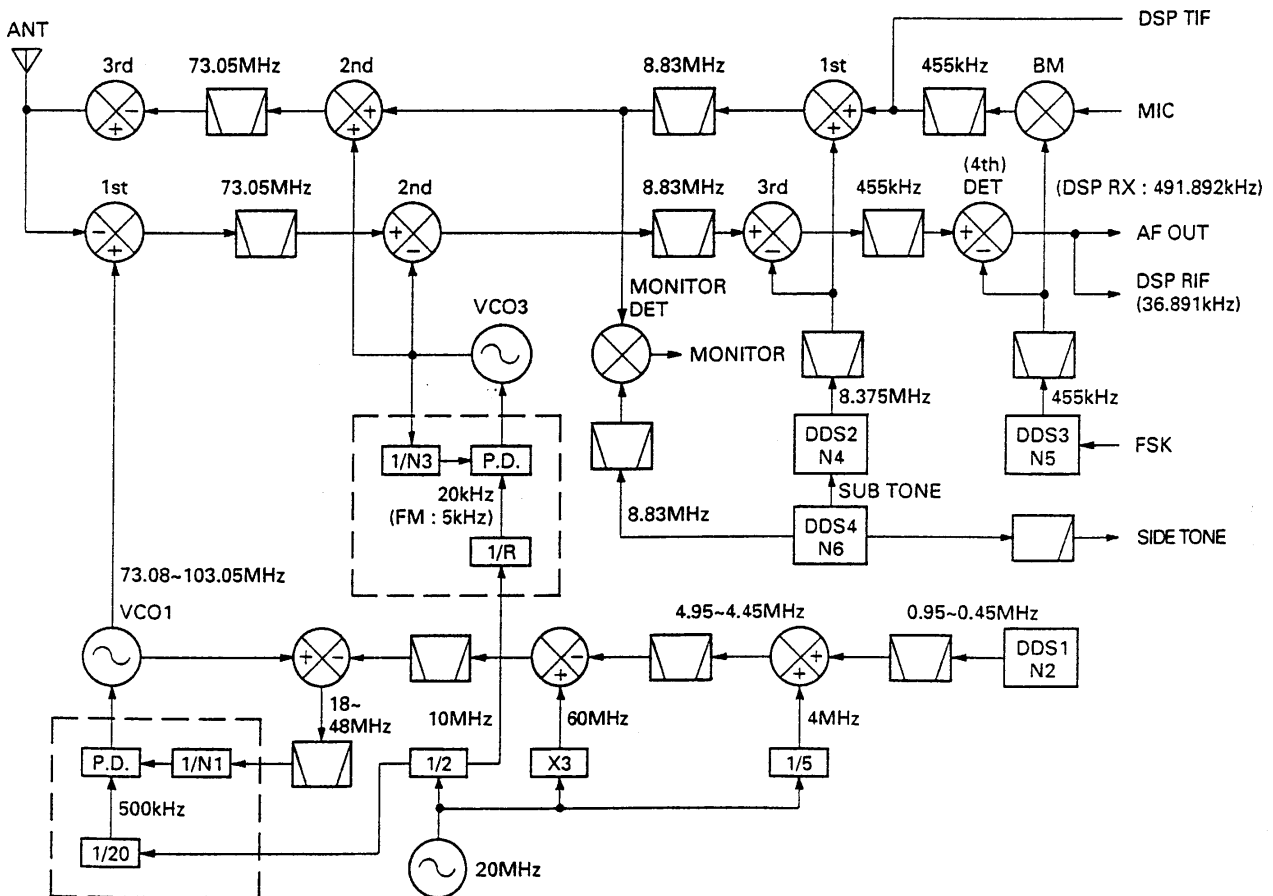 DSP TIF
ANT
3rd
73.05MHz
2nd
8.83MHz
1st
455kHz
BM
MIC
1st
73.05MHz
2nd
8.83MHz
3rd
455kHz
(4th)
DET
(DSP RX : 491.892kHz)
AF OUT
DSP RIF
(36.891kHz)
VCO3
MONITOR
DET
MONITOR
8.375MHz
455kHz
1/N3
P.D.
DDS2
N4
DDS3
N5
FSK
20kHz
(FM : 5kHz)
SUB TONE
8.83MHz
DDS4
N6
SIDE TONE
1/R
73.08~103.05MHz
VCO1
4.95~4.45MHz
0.95~0.45MHz
DDS1
N2
18~
48MHz
10MHz
60MHz
4MHz
P.D.
1/N1
1/2
X3
1/5
500kHz
1/20
20MHz